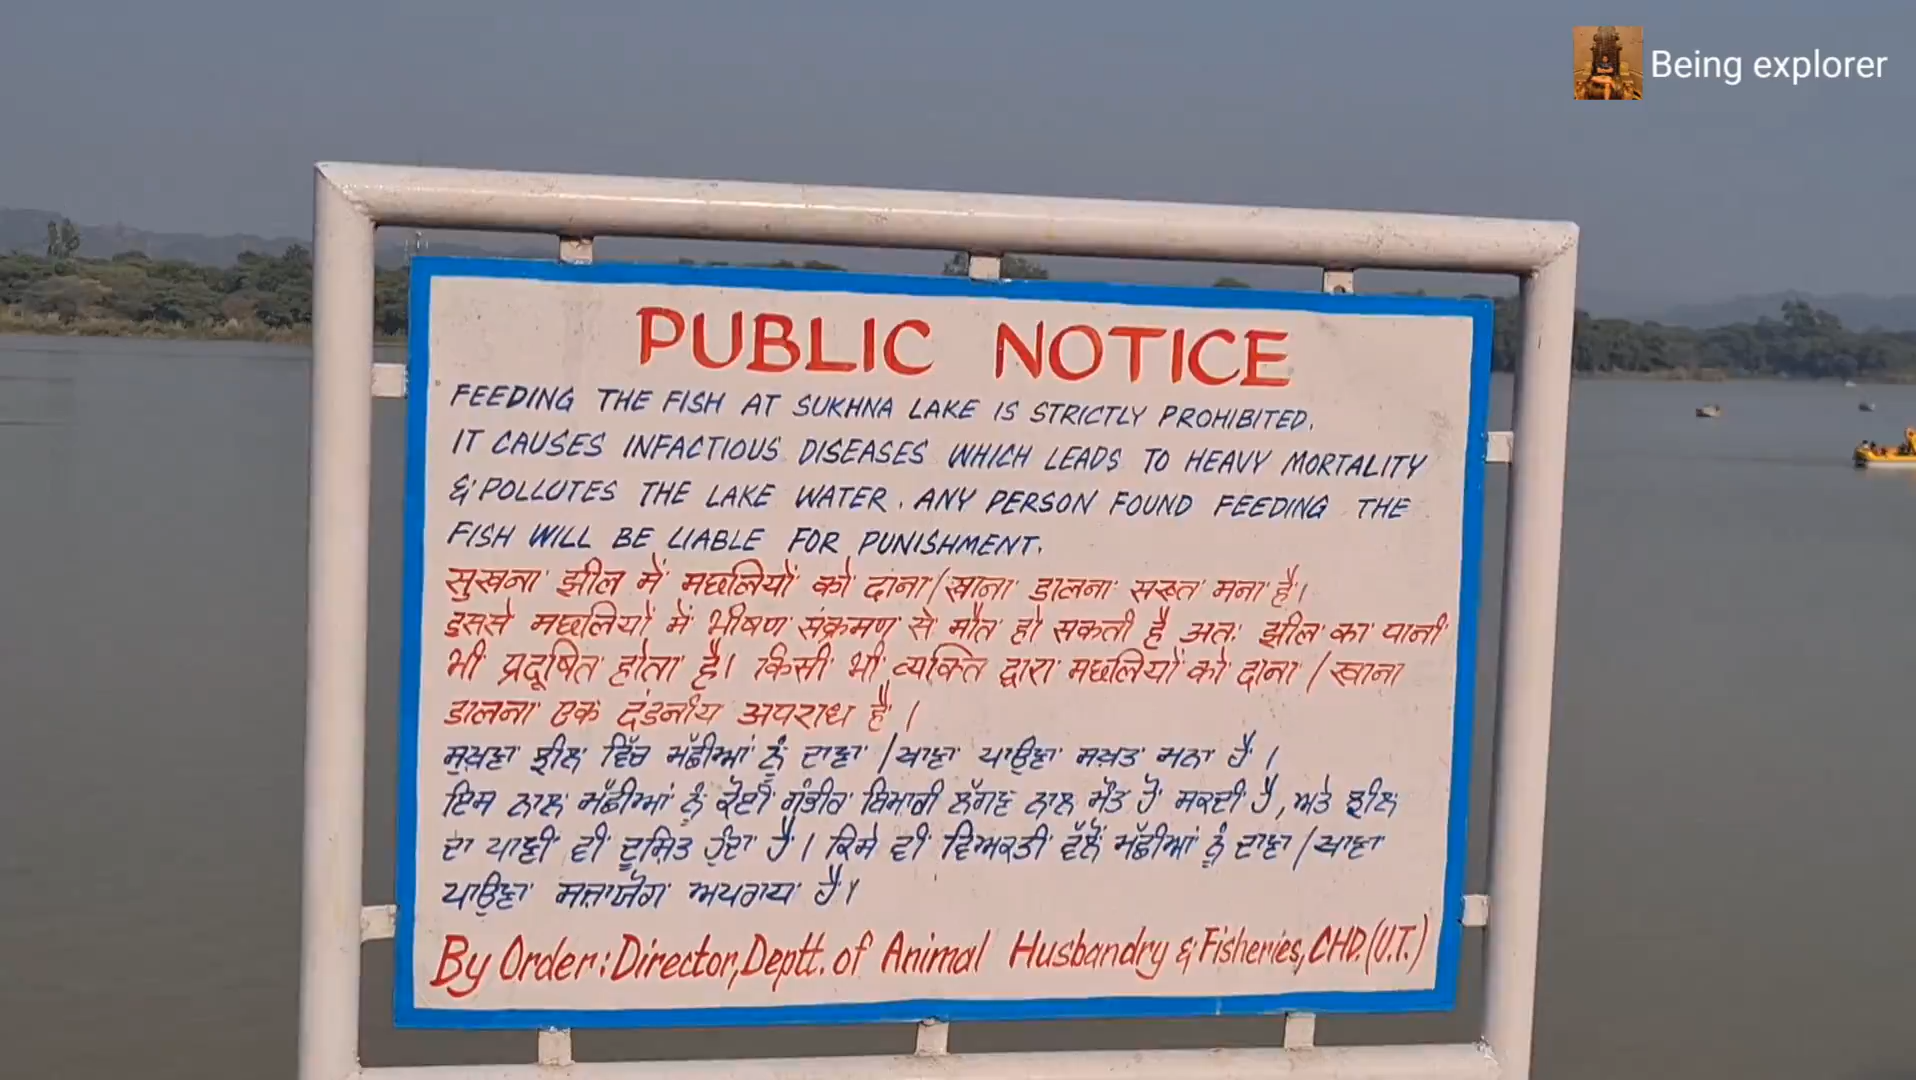 Being explorer
PUBLIC NOTICE
FEEDING THE FISH AT SUKHNA LAKE IS STRICTLY PROHIBITED.
IT CAUSES INFACTIOUS DISEASES WHICH LEADS TO HEAVY MORTALITY
& POLLUTES THE LAKE WATER. ANY PERSON FOUND FEEDING THE
FISH WILL BE LIABLE FOR PUNISHMENT.
सुखना झील में मछलियों को दाना/खाना डालना सख्त मना है।
इससे मछलियों में भीषण संक्रमण से मौत हो सकती है अतः झील का पानी
भी प्रदूषित होता है। किसी भी व्यक्ति द्वारा मछलियों को दाना/खाना
डालना एक दंडनीय अपराध है।
ਸੁਖਣਾ ਝੀਲ ਵਿੱਚ ਮੱਛੀਆਂ ਨੂੰ ਦਾਣਾ/ਖਾਣਾ ਪਾਉਣਾ ਸਖ਼ਤ ਮਨਾ ਹੈ।
ਇਸ ਨਾਲ ਮੱਛੀਆਂ ਨੂੰ ਕੋਈ ਗੰਭੀਰ ਬਿਮਾਰੀ ਲੱਗਣ ਨਾਲ ਮੌਤ ਹੋ ਸਕਦੀ ਹੈ, ਅਤੇ ਝੀਲ
ਦਾ ਪਾਣੀ ਵੀ ਦੂਸ਼ਿਤ ਹੁੰਦਾ ਹੈ। ਕਿਸੇ ਵੀ ਵਿਅਕਤੀ ਵੱਲੋਂ ਮੱਛੀਆਂ ਨੂੰ ਦਾਣਾ/ਖਾਣਾ
ਪਾਉਣਾ ਸਜ਼ਾਯੋਗ ਅਪਰਾਧ ਹੈ।
By Order: Director, Deptt. of Animal Husbandry & Fisheries, CHD. (U.T.)